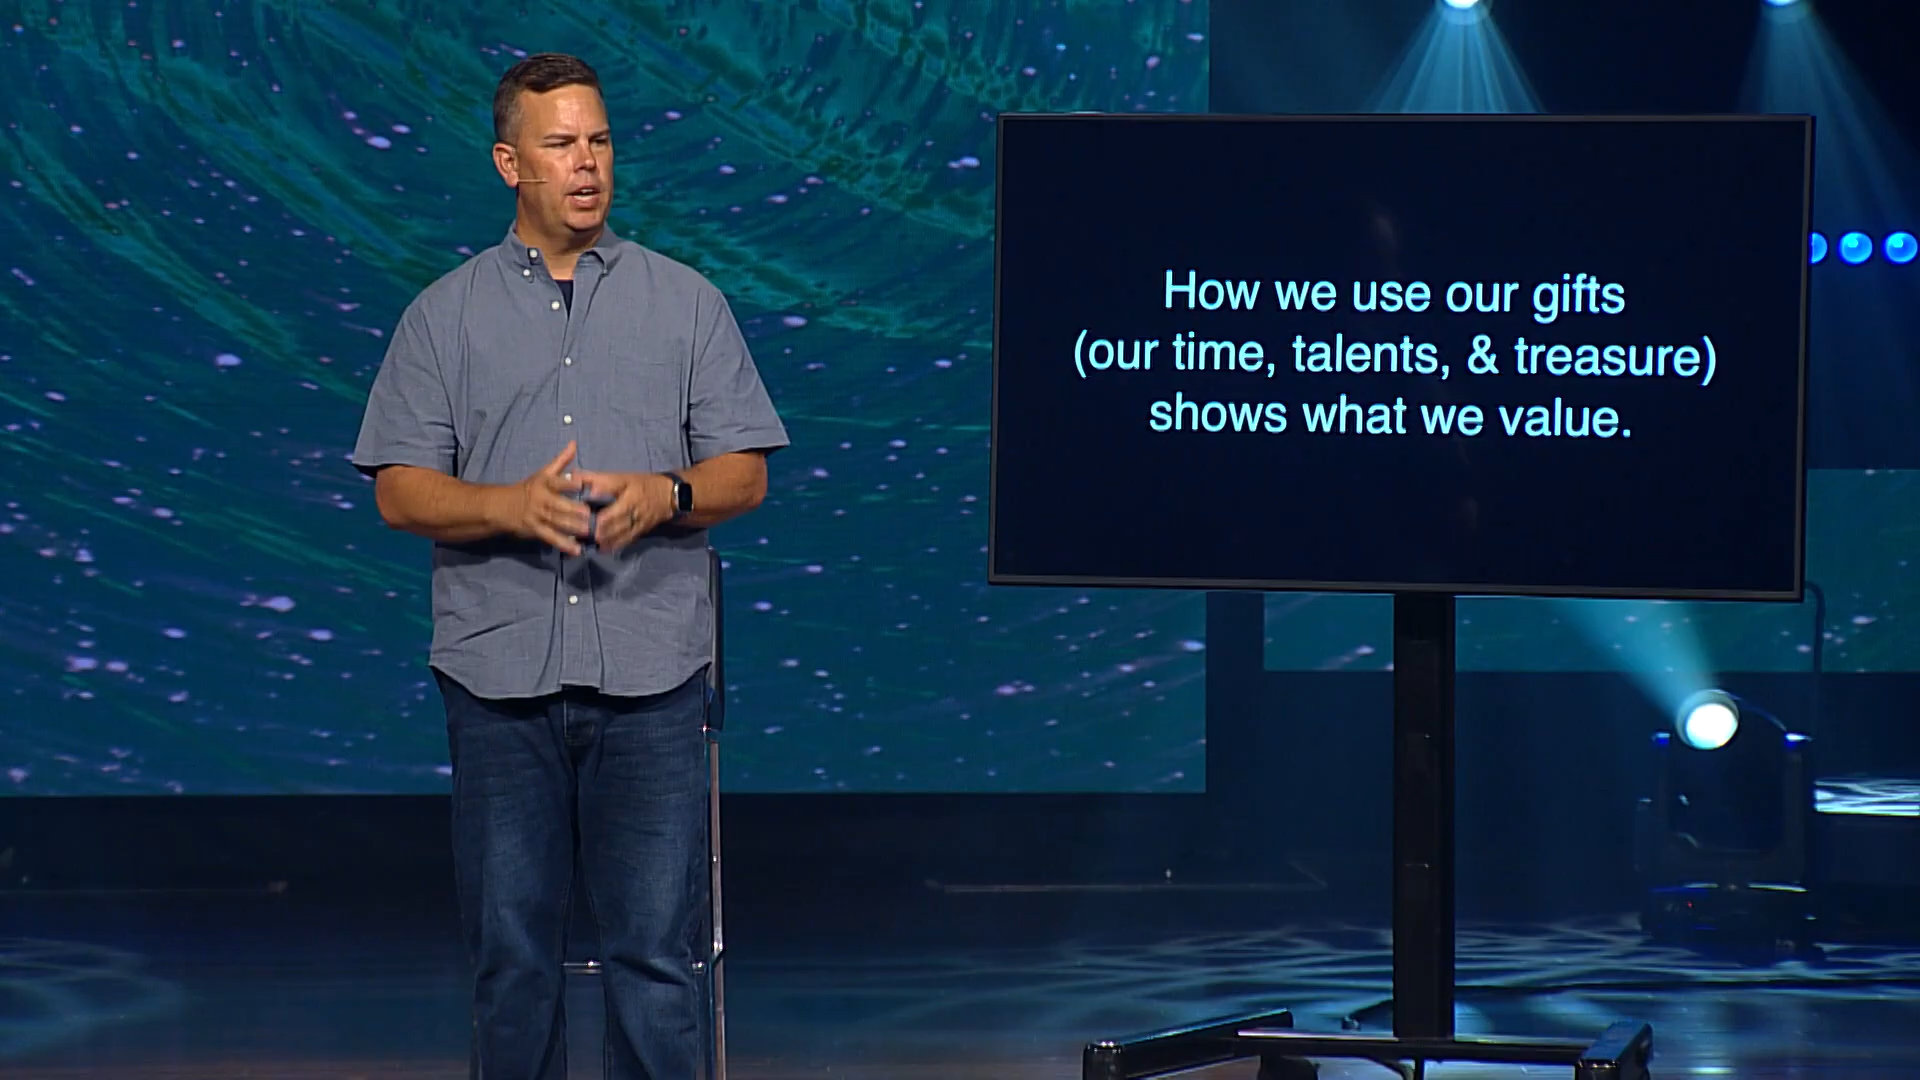 How we use our gifts
(our time, talents, & treasure)
shows what we value.